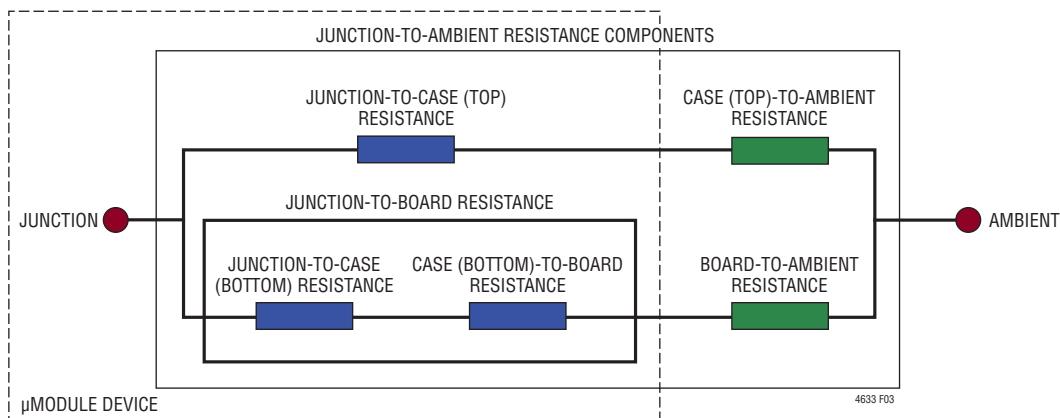 JUNCTION-TO-AMBIENT RESISTANCE COMPONENTS
JUNCTION-TO-CASE (TOP)
RESISTANCE
CASE (TOP)-TO-AMBIENT
RESISTANCE
JUNCTION-TO-BOARD RESISTANCE
JUNCTION
AMBIENT
JUNCTION-TO-CASE
(BOTTOM) RESISTANCE
CASE (BOTTOM)-TO-BOARD
RESISTANCE
BOARD-TO-AMBIENT
RESISTANCE
4633 F03
µMODULE DEVICE